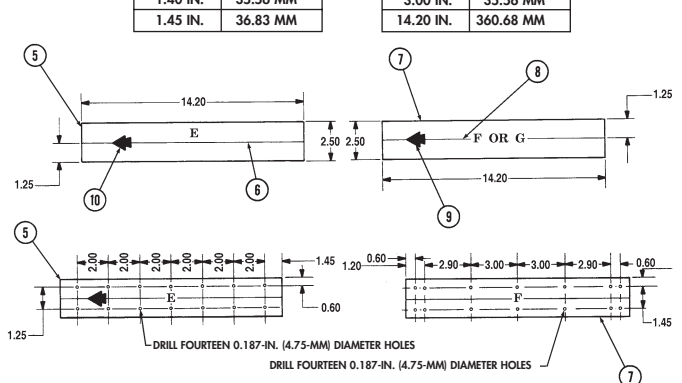 1.40 IN. 35.56 MM 3.00 IN. 35.56 MM
1.45 IN. 36.83 MM 14.20 IN. 360.68 MM
5
7
8
14.20
1.25
E
2.50
2.50
F OR G
1.25
10
6
14.20
9
5
2.00 2.00 2.00 2.00 2.00 2.00
1.45
0.60
1.20
2.90 3.00 3.00 2.90
0.60
E
0.60
F
1.25
1.45
DRILL FOURTEEN 0.187-IN. (4.75-MM) DIAMETER HOLES
DRILL FOURTEEN 0.187-IN. (4.75-MM) DIAMETER HOLES
7